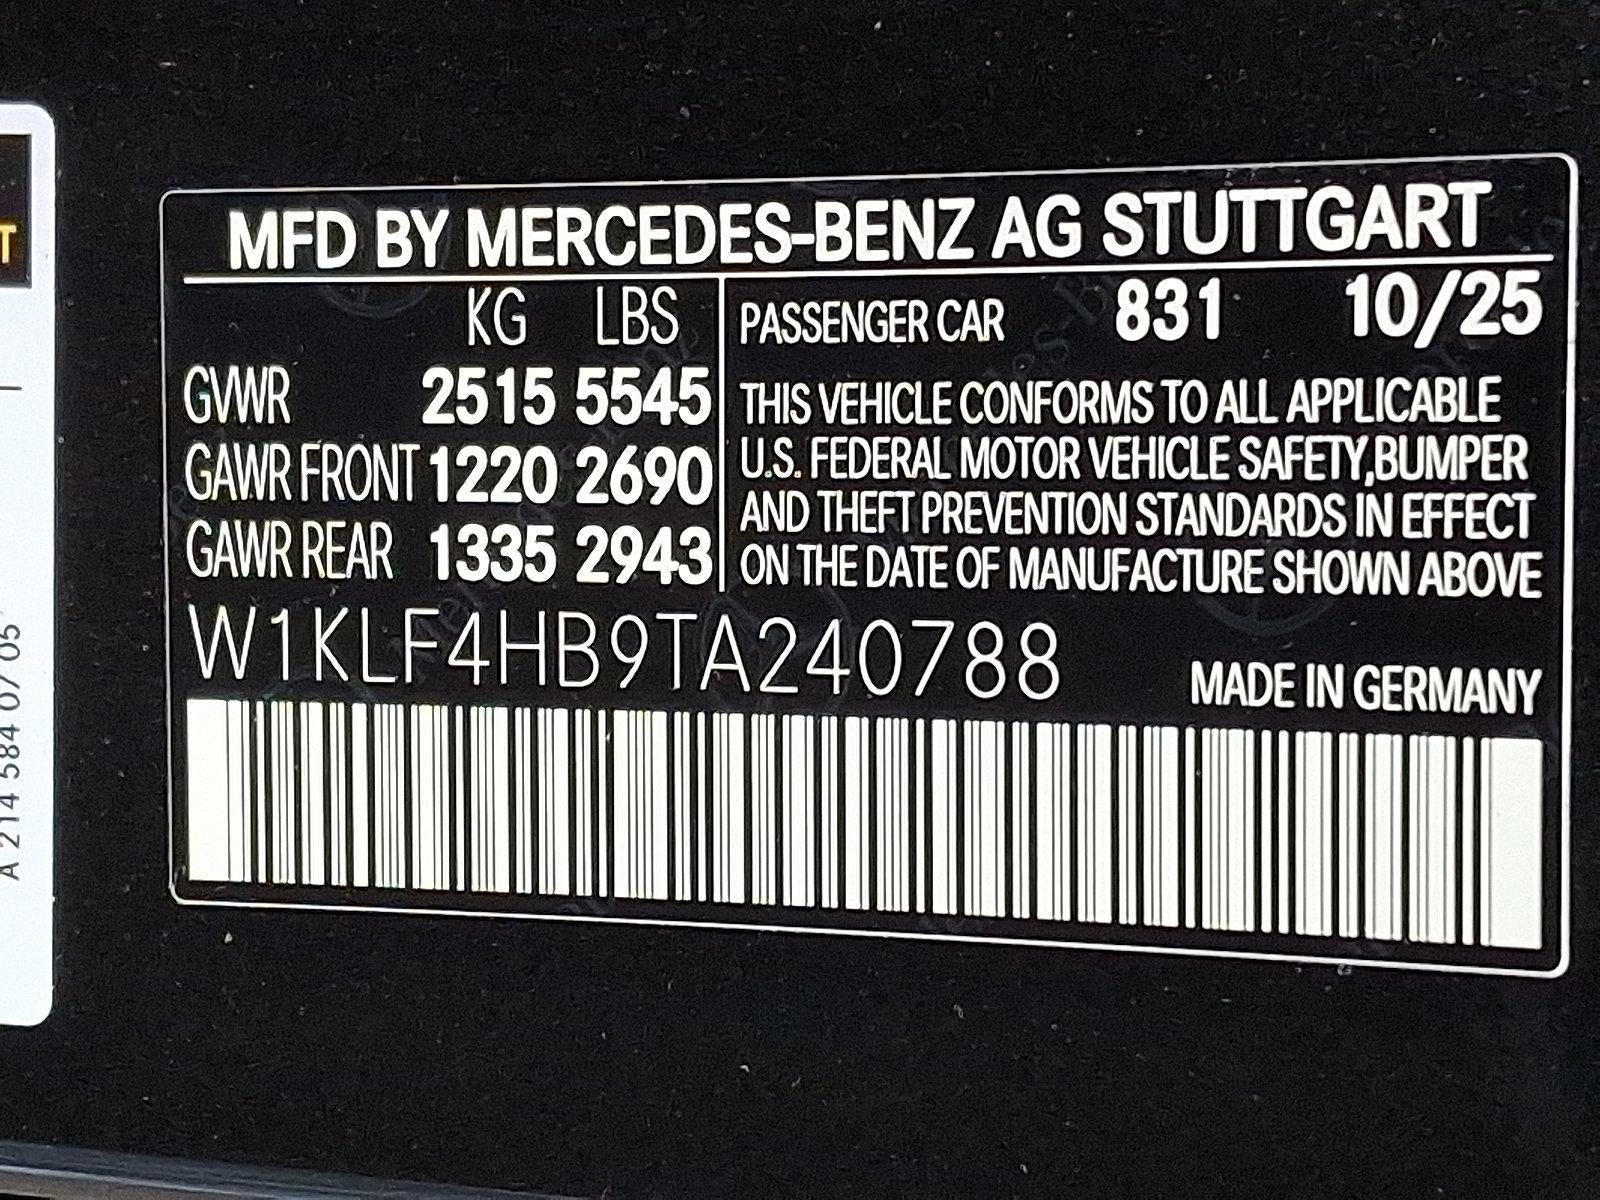 MFD BY MERCEDES-BENZ AG STUTTGART
KG LBS
GVWR 2515 5545
GAWR FRONT 1220 2690
GAWR REAR 1335 2943
PASSENGER CAR 831 10/25
THIS VEHICLE CONFORMS TO ALL APPLICABLE
U.S. FEDERAL MOTOR VEHICLE SAFETY,BUMPER
AND THEFT PREVENTION STANDARDS IN EFFECT
ON THE DATE OF MANUFACTURE SHOWN ABOVE
W1KLF4HB9TA240788
MADE IN GERMANY
A 214 584 07 05
T